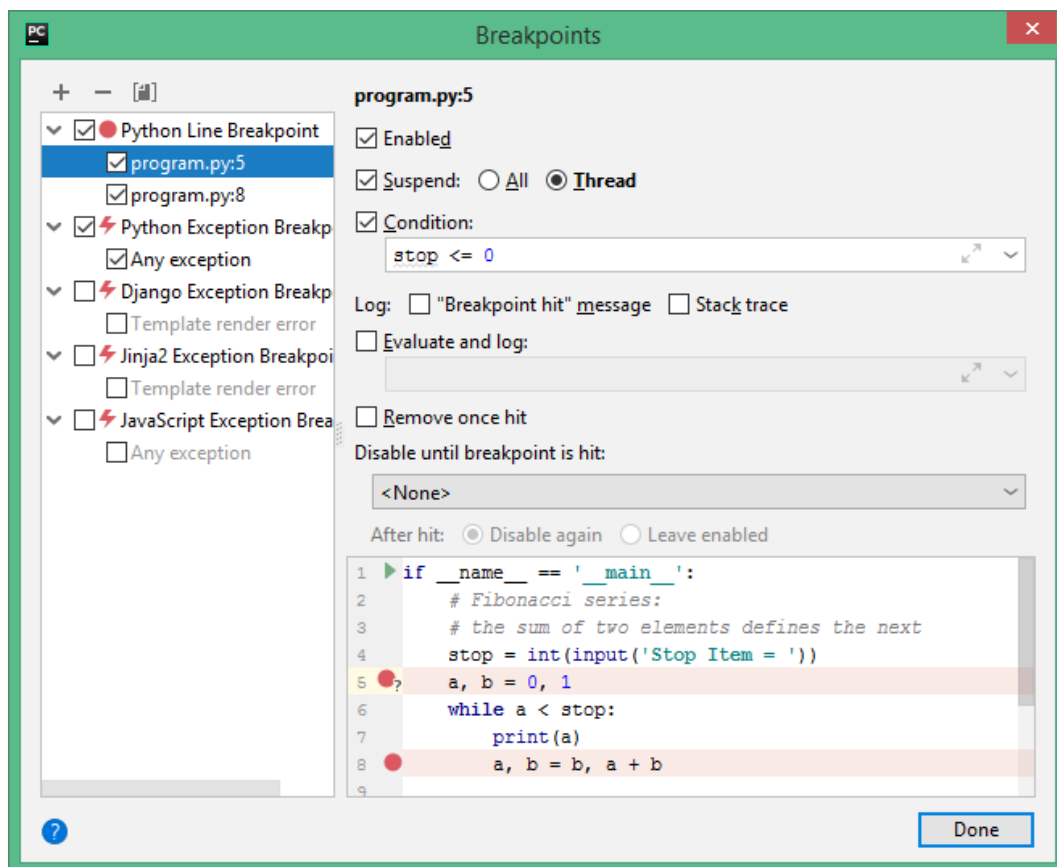 PC
Breakpoints
program.py:5
Python Line Breakpoint
Enabled
program.py:5
Suspend: All Thread
program.py:8
Python Exception Breakp
Condition:
Any exception
stop <= 0
Django Exception Breakp
Log: "Breakpoint hit" message Stack trace
Template render error
Evaluate and log:
Jinja2 Exception Breakpoi
Template render error
Remove once hit
JavaScript Exception Brea
Any exception
Disable until breakpoint is hit:
<None>
After hit: Disable again Leave enabled
1 if __name__ == '__main__':
2 # Fibonacci series:
3 # the sum of two elements defines the next
4 stop = int(input('Stop Item = '))
5 ? a, b = 0, 1
6 while a < stop:
7 print(a)
8 a, b = b, a + b
9
?
Done